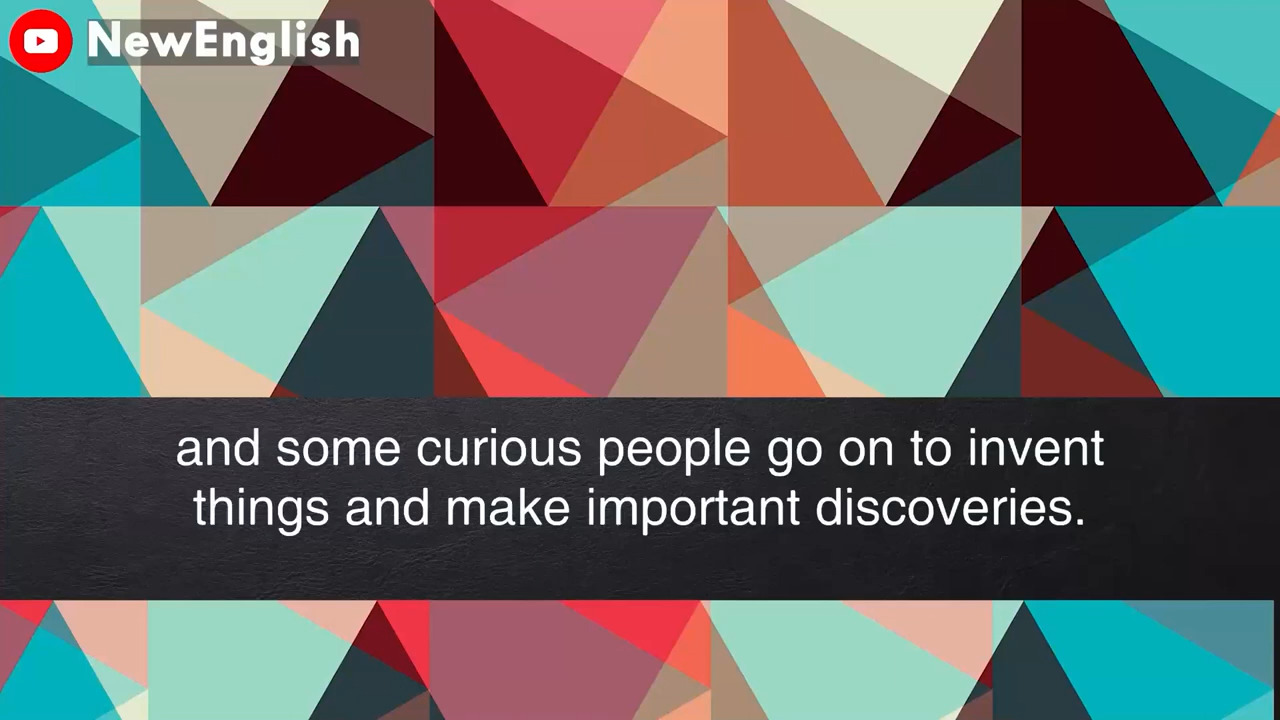 NewEnglish
and some curious people go on to invent
things and make important discoveries.